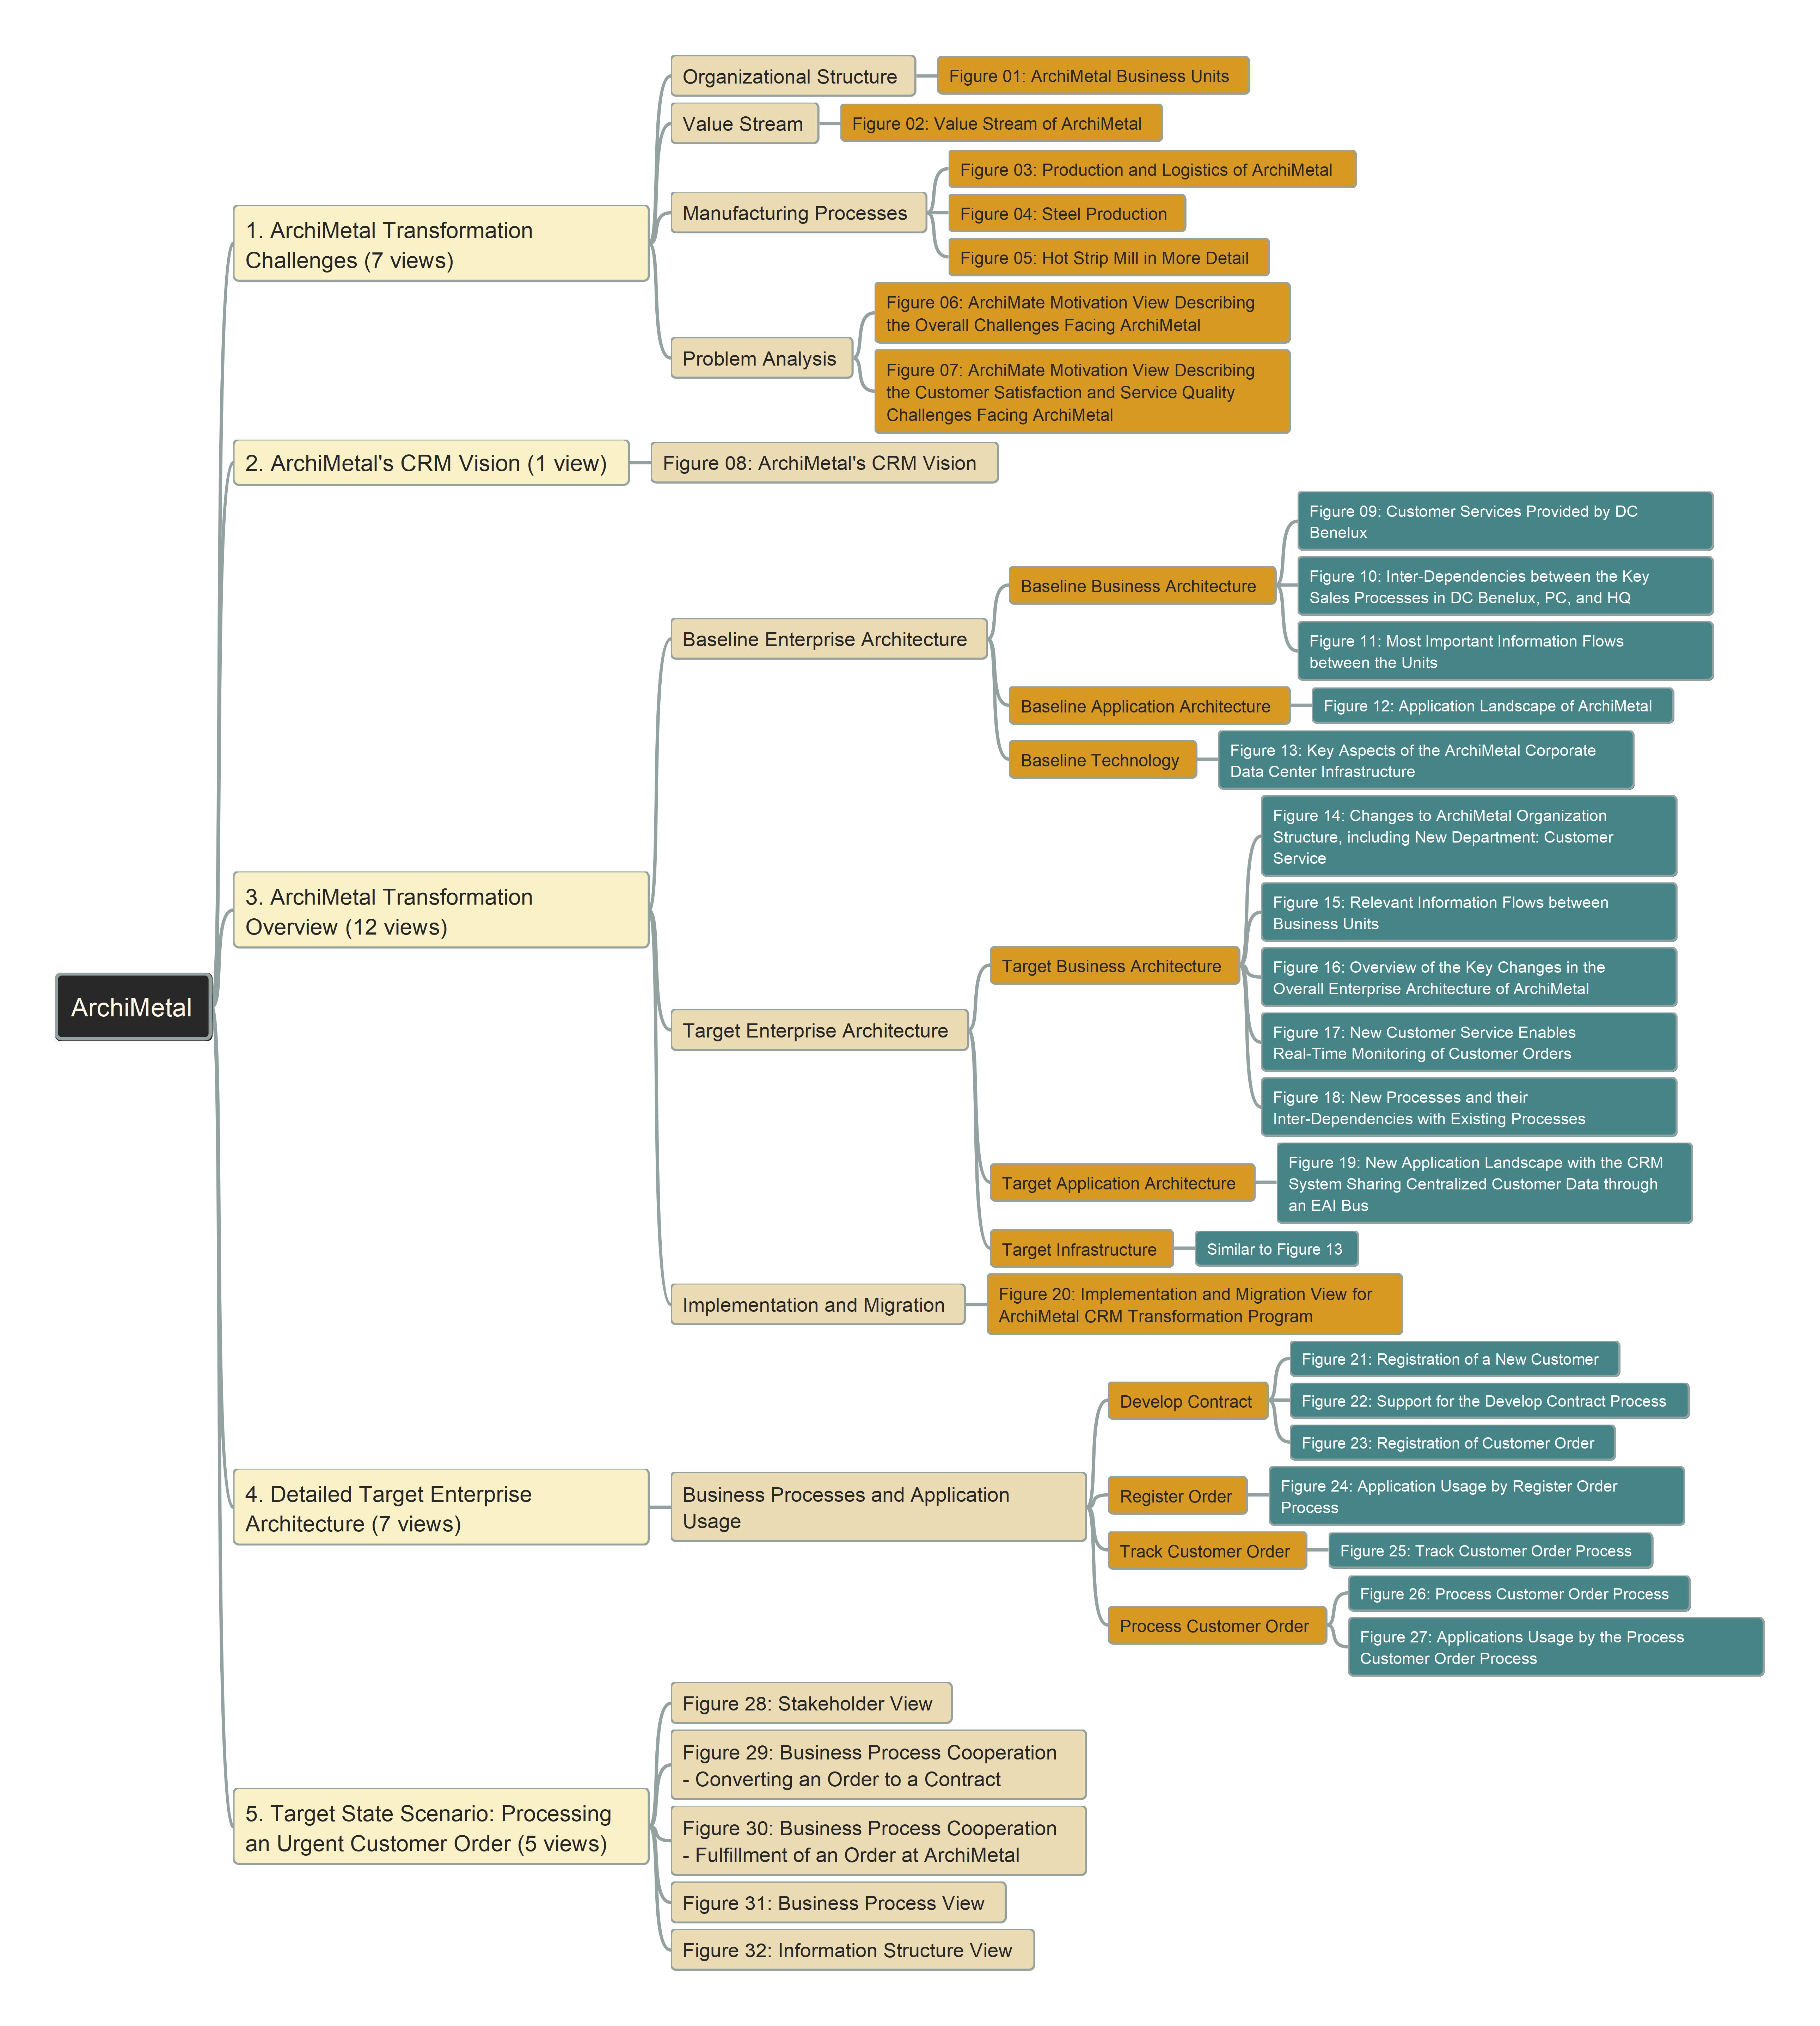 ArchiMetal
1. ArchiMetal Transformation
Challenges (7 views)
Organizational Structure
Figure 01: ArchiMetal Business Units
Value Stream
Figure 02: Value Stream of ArchiMetal
Manufacturing Processes
Figure 03: Production and Logistics of ArchiMetal
Figure 04: Steel Production
Figure 05: Hot Strip Mill in More Detail
Problem Analysis
Figure 06: ArchiMate Motivation View Describing
the Overall Challenges Facing ArchiMetal
Figure 07: ArchiMate Motivation View Describing
the Customer Satisfaction and Service Quality
Challenges Facing ArchiMetal
2. ArchiMetal's CRM Vision (1 view)
Figure 08: ArchiMetal's CRM Vision
3. ArchiMetal Transformation
Overview (12 views)
Baseline Enterprise Architecture
Baseline Business Architecture
Figure 09: Customer Services Provided by DC
Benelux
Figure 10: Inter-Dependencies between the Key
Sales Processes in DC Benelux, PC, and HQ
Figure 11: Most Important Information Flows
between the Units
Baseline Application Architecture
Figure 12: Application Landscape of ArchiMetal
Baseline Technology
Figure 13: Key Aspects of the ArchiMetal Corporate
Data Center Infrastructure
Target Enterprise Architecture
Target Business Architecture
Figure 14: Changes to ArchiMetal Organization
Structure, including New Department: Customer
Service
Figure 15: Relevant Information Flows between
Business Units
Figure 16: Overview of the Key Changes in the
Overall Enterprise Architecture of ArchiMetal
Figure 17: New Customer Service Enables
Real-Time Monitoring of Customer Orders
Figure 18: New Processes and their
Inter-Dependencies with Existing Processes
Target Application Architecture
Figure 19: New Application Landscape with the CRM
System Sharing Centralized Customer Data through
an EAI Bus
Target Infrastructure
Similar to Figure 13
Implementation and Migration
Figure 20: Implementation and Migration View for
ArchiMetal CRM Transformation Program
4. Detailed Target Enterprise
Architecture (7 views)
Business Processes and Application
Usage
Develop Contract
Figure 21: Registration of a New Customer
Figure 22: Support for the Develop Contract Process
Figure 23: Registration of Customer Order
Register Order
Figure 24: Application Usage by Register Order
Process
Track Customer Order
Figure 25: Track Customer Order Process
Process Customer Order
Figure 26: Process Customer Order Process
Figure 27: Applications Usage by the Process
Customer Order Process
5. Target State Scenario: Processing
an Urgent Customer Order (5 views)
Figure 28: Stakeholder View
Figure 29: Business Process Cooperation
- Converting an Order to a Contract
Figure 30: Business Process Cooperation
- Fulfillment of an Order at ArchiMetal
Figure 31: Business Process View
Figure 32: Information Structure View